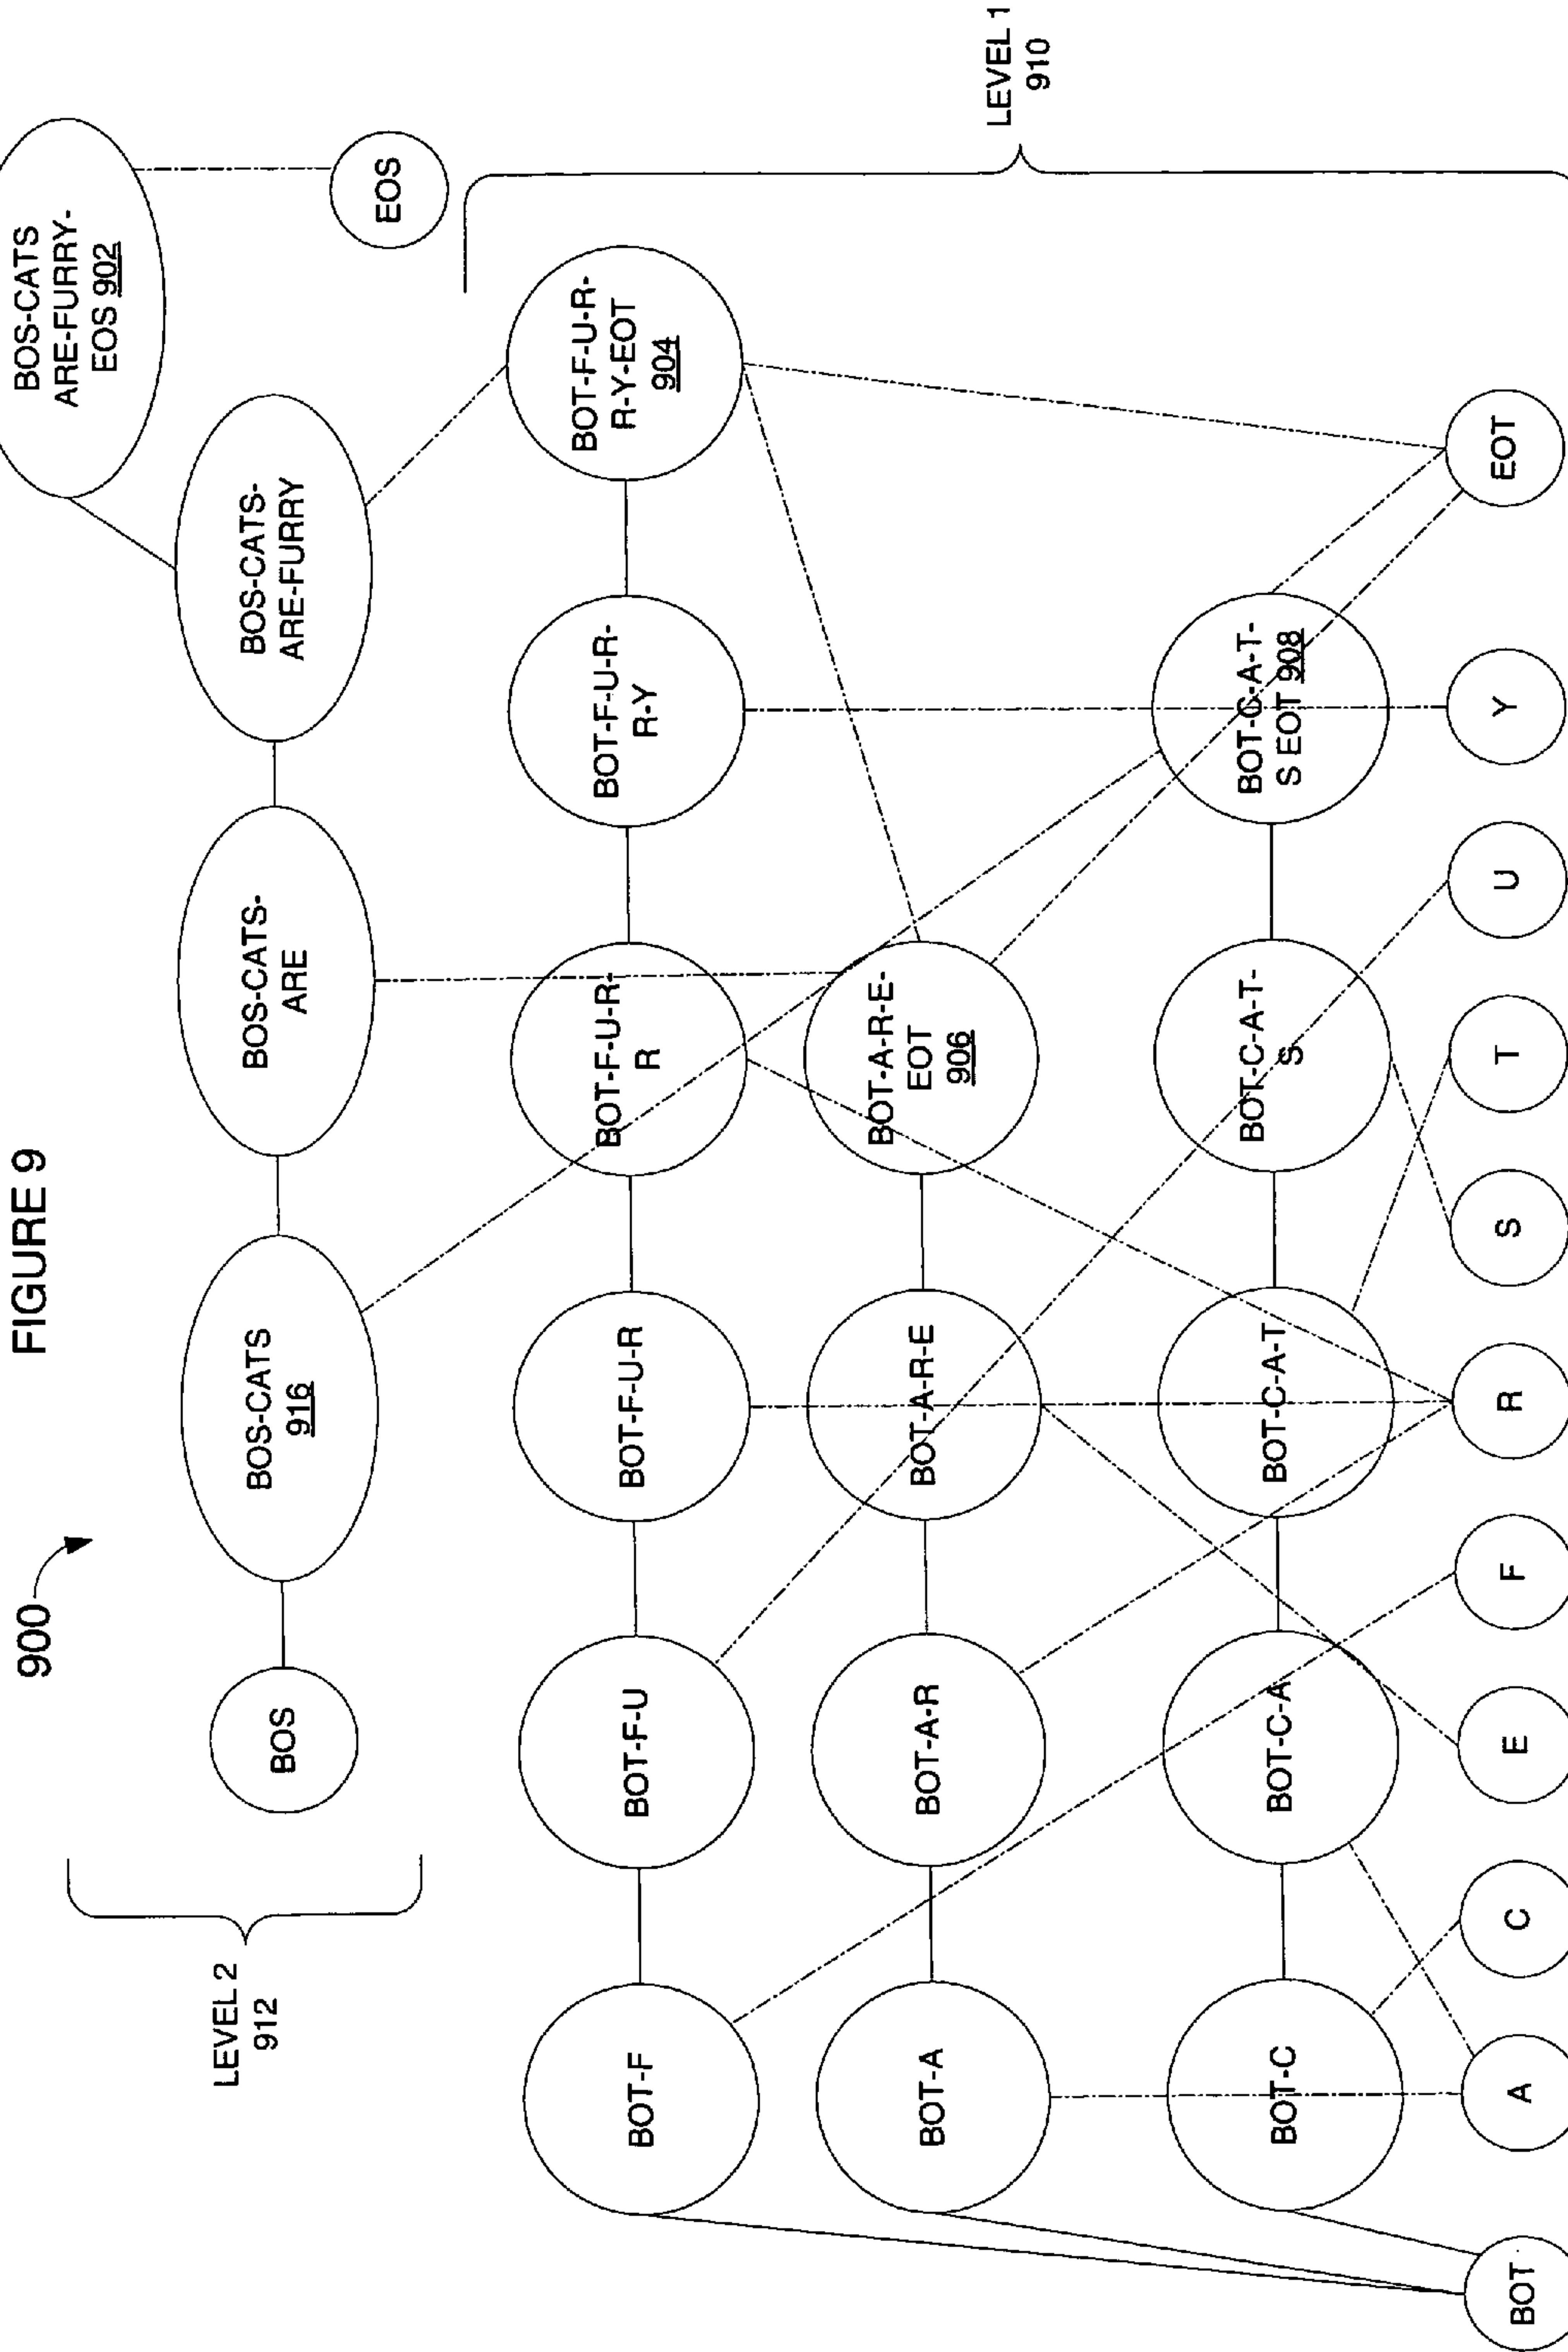 FIGURE 9
900
BOS-CATS
ARE-FURRY-
EOS 902
LEVEL 2
912
BOS
BOS-CATS
916
BOS-CATS-
ARE
BOS-CATS-
ARE-FURRY
EOS
BOT-F
BOT-F-U
BOT-F-U-R
BOT-F-U-R-
R
BOT-F-U-R-
R-Y
BOT-F-U-R-
R-Y-EOT
904
BOT-A
BOT-A-R
BOT-A-R-E
BOT-A-R-E-
EOT
906
LEVEL 1
910
BOT-C
BOT-C-A
BOT-C-A-T
BOT-C-A-T-
S
BOT-C-A-T-
S EOT 908
BOT
A
C
E
F
R
S
T
U
Y
EOT